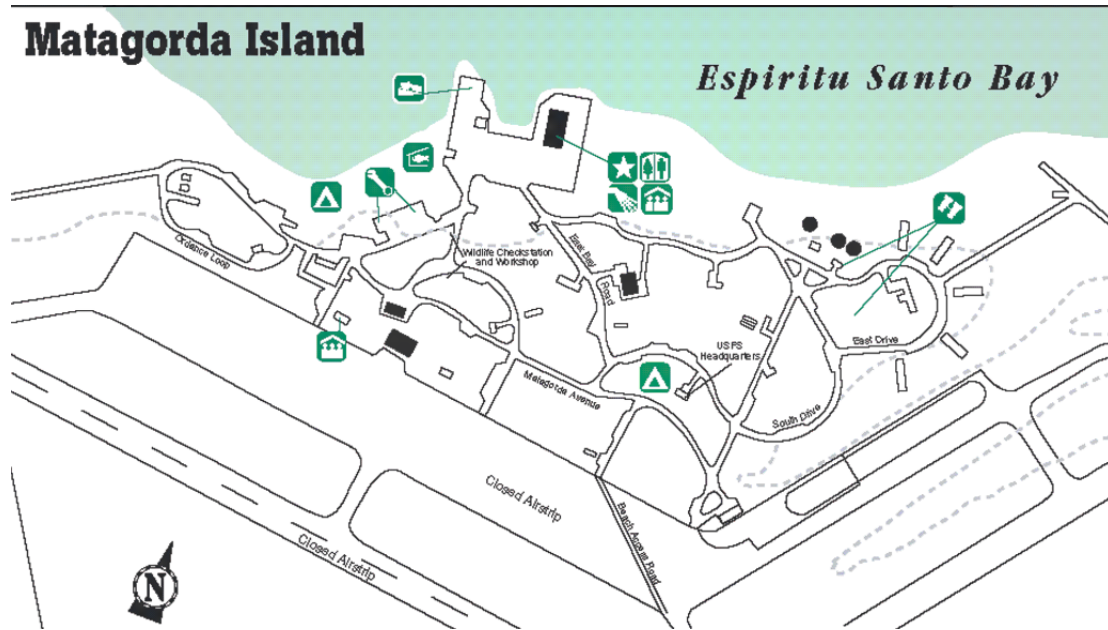 Matagorda Island
Espiritu Santo Bay
Ordance Loop
Wildlife Checkstation
and Workshop
East Bay
Road
USFS
Headquarters
East Drive
Matagorda Avenue
South Drive
Closed Airstrip
Closed Airstrip
Beach Access Road
N